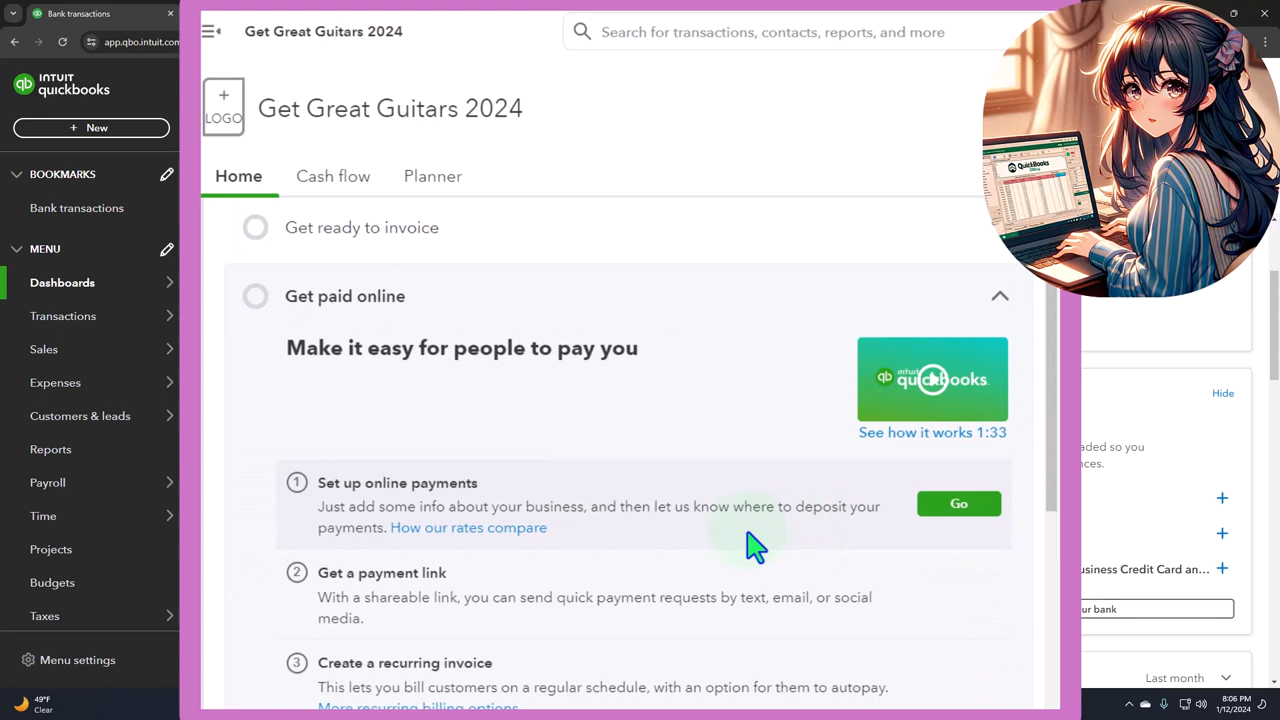 Bank transactions
app.qbo.intuit.com
INTUIT
quickbooks
+ New
BOOKMARKS
Bank transactions
MENU
Dashboards
Transactions
Sales
Expenses
Customers & leads
Reports
Payroll
Time
Projects
Budgets
Taxes
Menu settings
49°F
Clear
Get Great Guitars 2024
Search for transactions, contacts, reports, and more
+
LOGO
Get Great Guitars 2024
Home
Cash flow
Planner
Get ready to invoice
Get paid online
Make it easy for people to pay you
intuit
quickbooks
See how it works 1:33
1
Set up online payments
Just add some info about your business, and then let us know where to deposit your
payments. How our rates compare
Go
2
Get a payment link
With a shareable link, you can send quick payment requests by text, email, or social
media.
3
Create a recurring invoice
This lets you bill customers on a regular schedule, with an option for them to autopay.
More recurring billing options
QuickBooks
Hide
aded so you
nces.
usiness Credit Card an...
ur bank
Last month
8:06 PM
1/12/2024